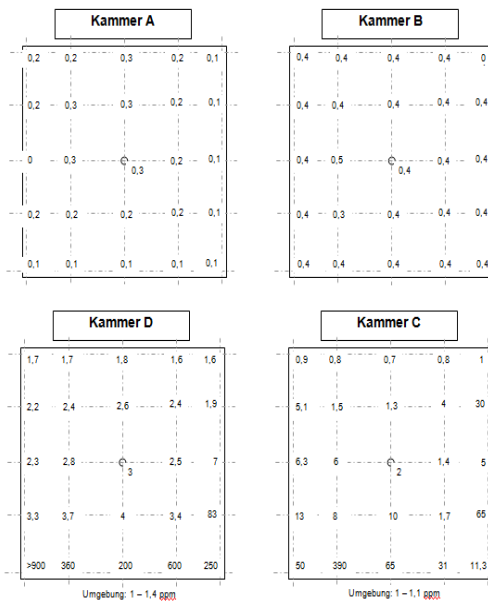 Kammer A
0,2 0,2 0,3 0,2 0,1
0,2 0,3 0,3 0,2 0,1
0 0,3 0,2 0,1
0,3
0,2 0,2 0,2 0,2 0,1
0,1 0,1 0,1 0,1 0,1
Kammer B
0,4 0,4 0,4 0,4 0
0,4 0,4 0,4 0,4 0,4
0,4 0,5 0,4 0,4
0,4
0,4 0,3 0,4 0,4 0,4
0,4 0,4 0,4 0,4 0,4
Kammer D
1,7 1,7 1,8 1,6 1,6
2,2 2,4 2,6 2,4 1,9
2,3 2,8 2,5 7
3
3,3 3,7 4 3,4 83
>900 360 200 600 250
Umgebung: 1 – 1,4 ppm
Kammer C
0,9 0,8 0,7 0,8 1
5,1 1,5 1,3 4 30
6,3 6 1,4 5
2
13 8 10 1,7 65
50 390 65 31 11,3
Umgebung: 1 – 1,1 ppm